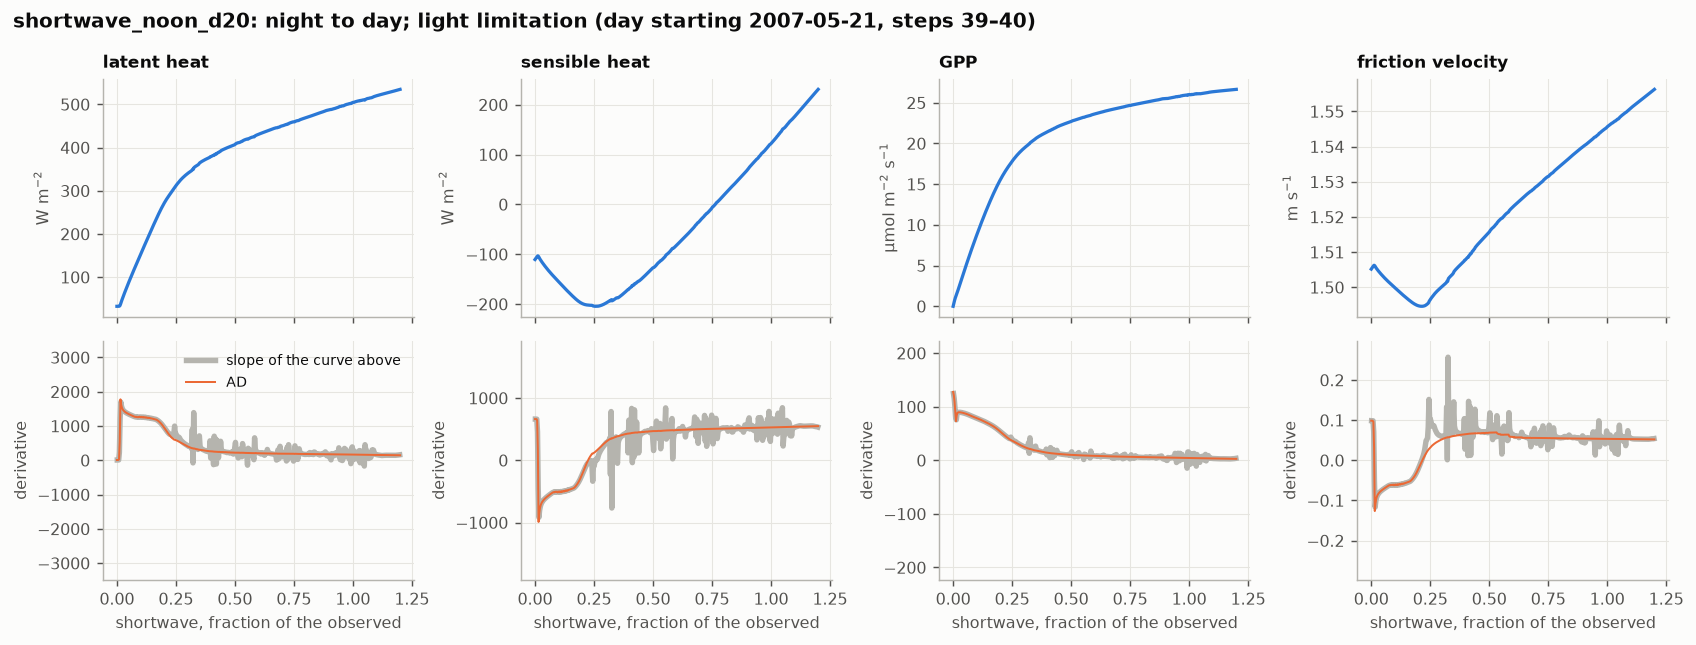 shortwave_noon_d20: night to day; light limitation (day starting 2007-05-21, steps 39–40)
latent heat
sensible heat
GPP
friction velocity
500
400
300
200
100
W m⁻²
200
100
0
−100
−200
W m⁻²
25
20
15
10
5
0
μmol m⁻² s⁻¹
1.55
1.54
1.53
1.52
1.51
1.50
m s⁻¹
slope of the curve above
AD
3000
2000
1000
0
−1000
−2000
−3000
derivative
1000
0
−1000
derivative
200
100
0
−100
−200
derivative
0.2
0.1
0.0
−0.1
−0.2
derivative
0.00 0.25 0.50 0.75 1.00 1.25
0.00 0.25 0.50 0.75 1.00 1.25
0.00 0.25 0.50 0.75 1.00 1.25
0.00 0.25 0.50 0.75 1.00 1.25
shortwave, fraction of the observed
shortwave, fraction of the observed
shortwave, fraction of the observed
shortwave, fraction of the observed